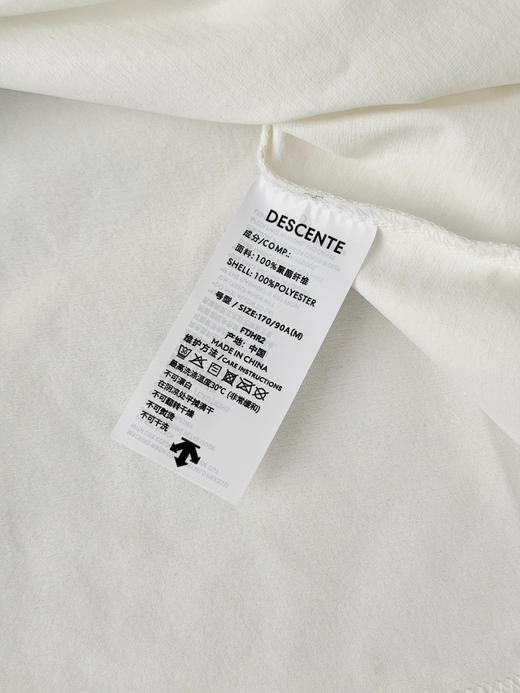 DESCENTE
成分/COMP.:
面料:100%聚酯纤维
SHELL: 100%POLYESTER
号型 / SIZE:170/90A(M)
FTJHR2
产地: 中国
MADE IN CHINA
维护方法 /CARE INSTRUCTIONS
最高洗涤温度30℃ (非常缓和)
不可漂白
在阴凉处平摊滴干
不可翻转干燥
不可熨烫
不可干洗